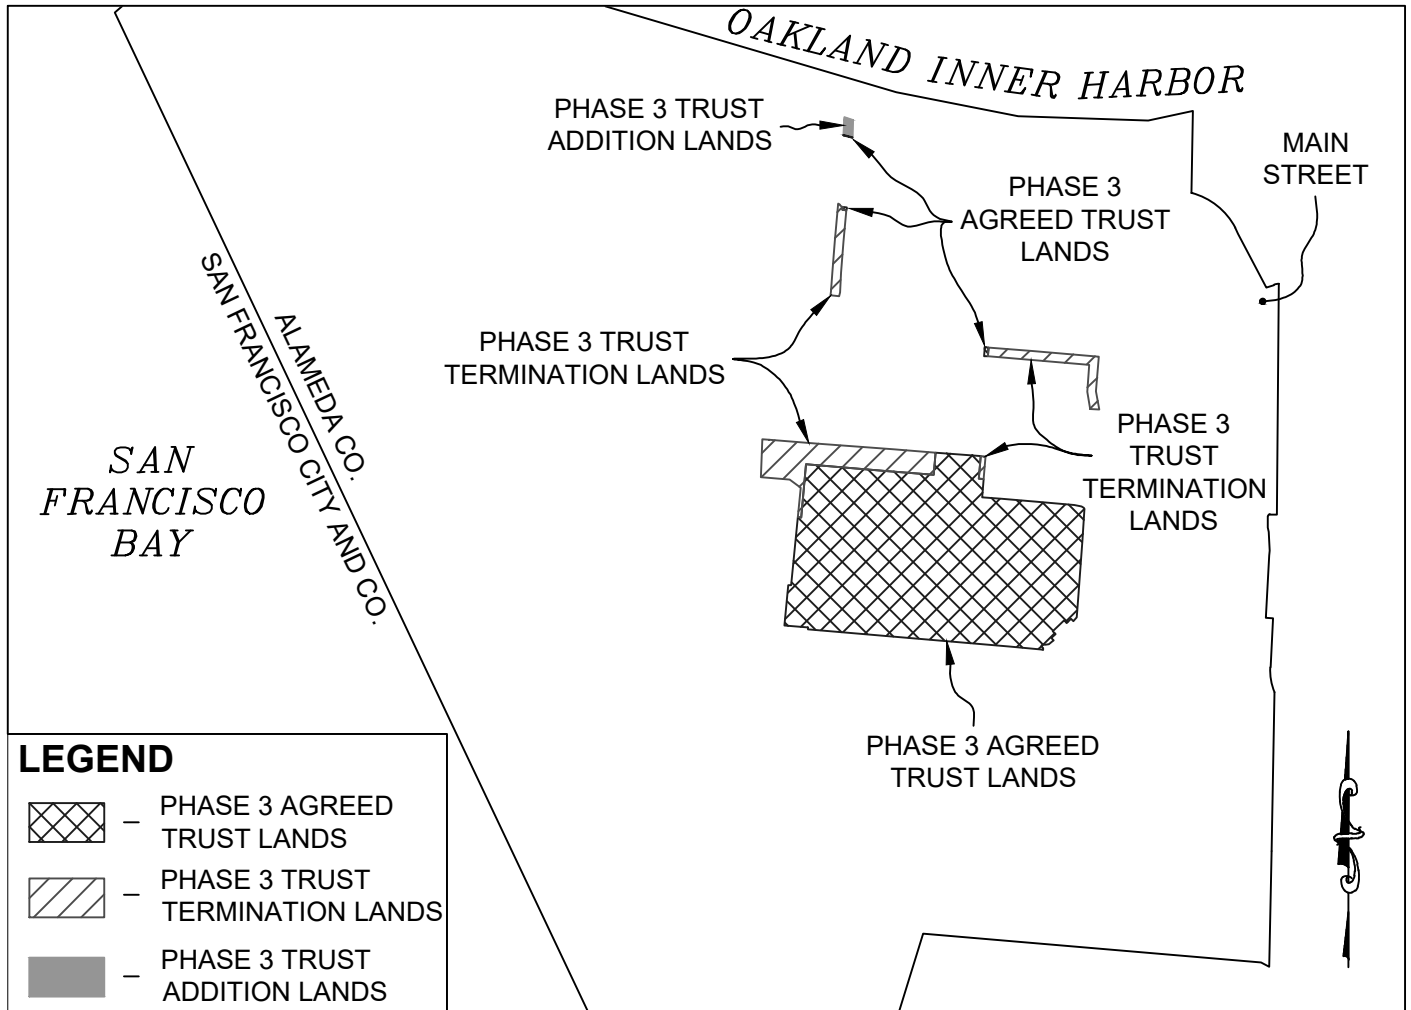 OAKLAND INNER HARBOR
PHASE 3 TRUST
ADDITION LANDS
MAIN
STREET
PHASE 3
AGREED TRUST
LANDS
PHASE 3 TRUST
TERMINATION LANDS
ALAMEDA CO.
SAN FRANCISCO CITY AND CO.
SAN
FRANCISCO
BAY
PHASE 3
TRUST
TERMINATION
LANDS
PHASE 3 AGREED
TRUST LANDS
LEGEND
– PHASE 3 AGREED
TRUST LANDS
– PHASE 3 TRUST
TERMINATION LANDS
– PHASE 3 TRUST
ADDITION LANDS